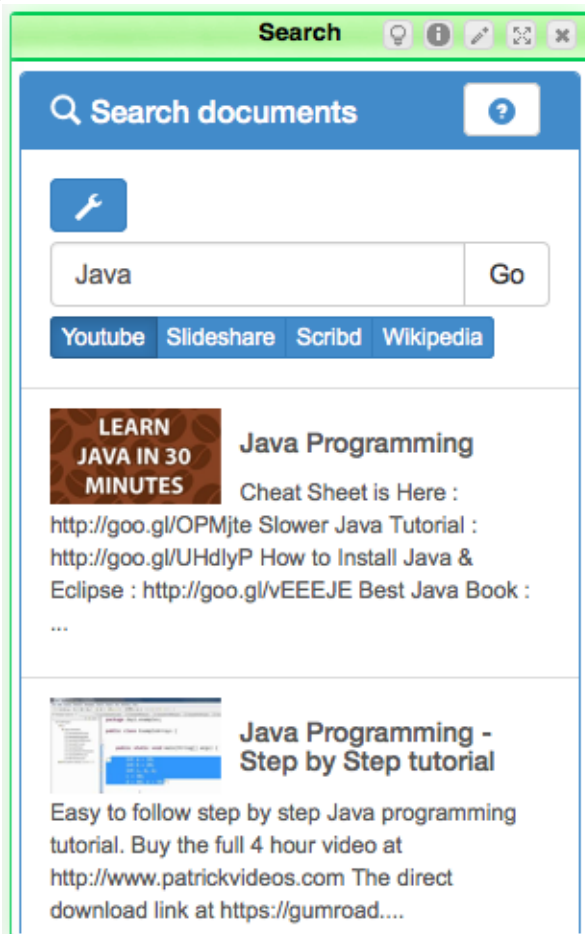 Search
Search documents
Java
Go
Youtube Slideshare Scribd Wikipedia
LEARN
JAVA IN 30
MINUTES
Java Programming
Cheat Sheet is Here :
http://goo.gl/OPMjte Slower Java Tutorial :
http://goo.gl/UHdlyP How to Install Java &
Eclipse : http://goo.gl/vEEEJE Best Java Book :
...
Java Programming -
Step by Step tutorial
Easy to follow step by step Java programming
tutorial. Buy the full 4 hour video at
http://www.patrickvideos.com The direct
download link at https://gumroad....